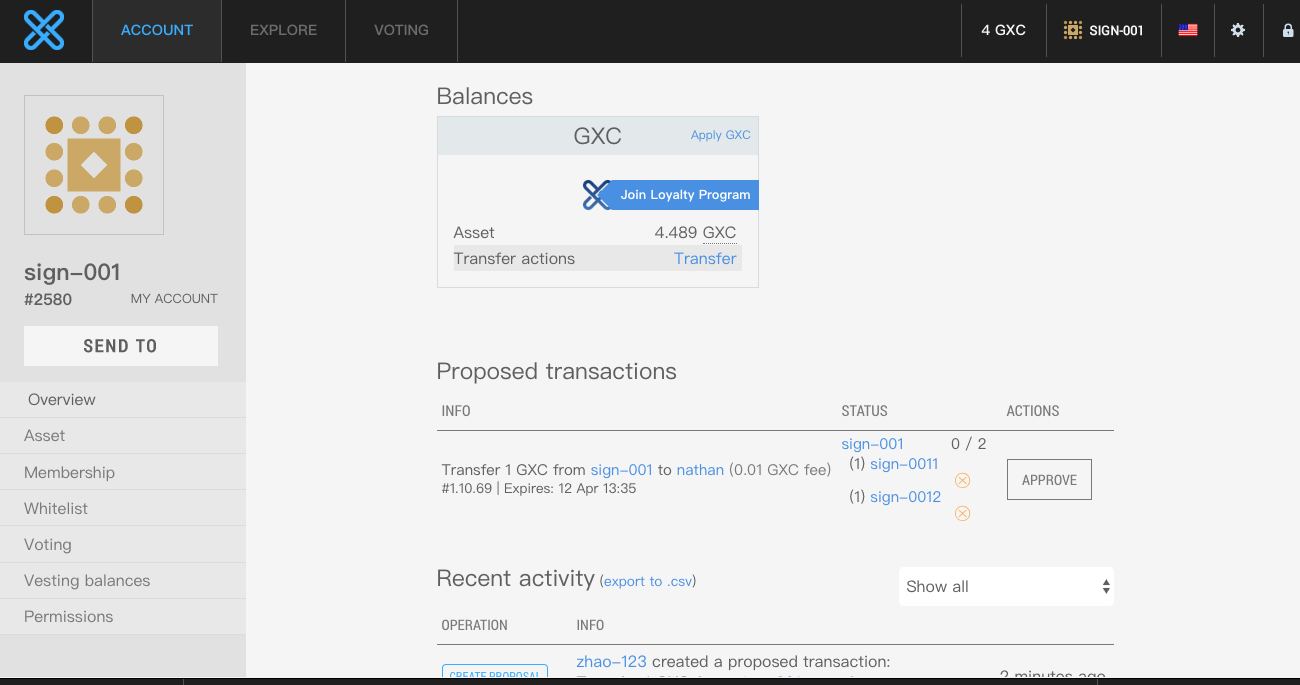 ACCOUNT EXPLORE VOTING 4 GXC SIGN-001
sign-001
#2580 MY ACCOUNT
SEND TO
Overview
Asset
Membership
Whitelist
Voting
Vesting balances
Permissions
Balances
GXC Apply GXC
Join Loyalty Program
Asset 4.489 GXC
Transfer actions Transfer
Proposed transactions
INFO STATUS ACTIONS
Transfer 1 GXC from sign-001 to nathan (0.01 GXC fee)
#1.10.69 | Expires: 12 Apr 13:35
sign-001 0 / 2
(1) sign-0011
(1) sign-0012
APPROVE
Recent activity (export to .csv)
Show all
OPERATION INFO
CREATE PROPOSAL
zhao-123 created a proposed transaction:
2 minutes ago